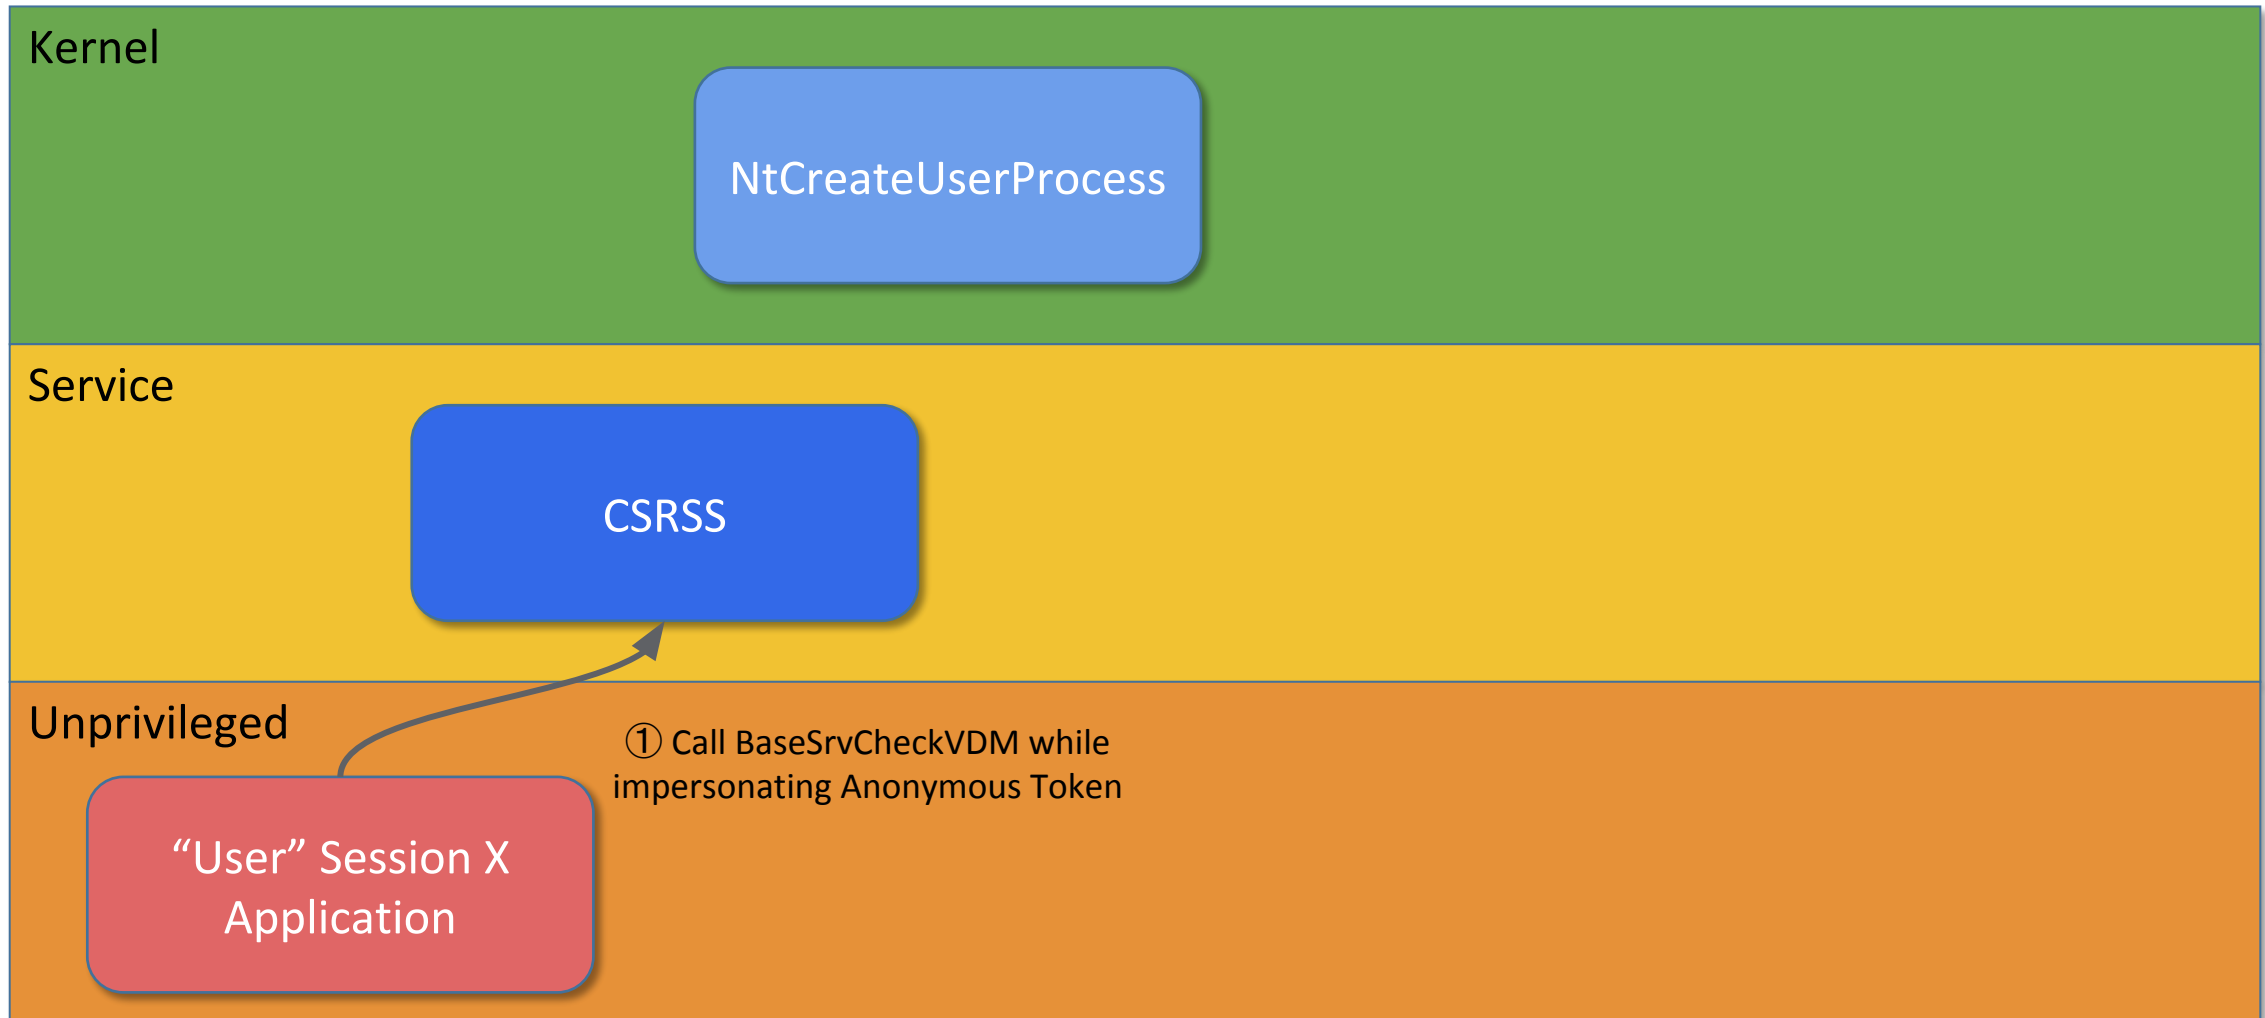 Kernel
NtCreateUserProcess
Service
CSRSS
Unprivileged
① Call BaseSrvCheckVDM while
impersonating Anonymous Token
“User” Session X
Application